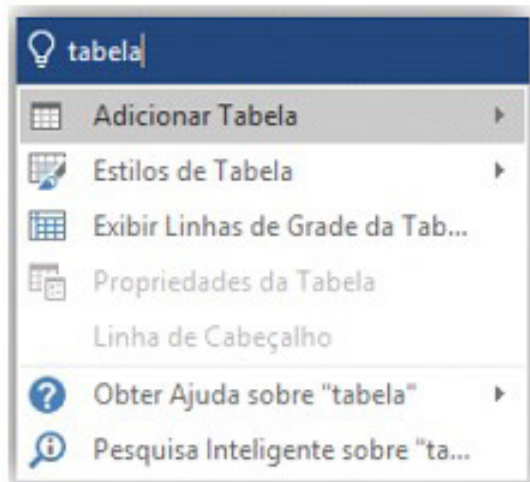 tabela
Adicionar Tabela
Estilos de Tabela
Exibir Linhas de Grade da Tab...
Propriedades da Tabela
Linha de Cabeçalho
Obter Ajuda sobre "tabela"
Pesquisa Inteligente sobre "ta...